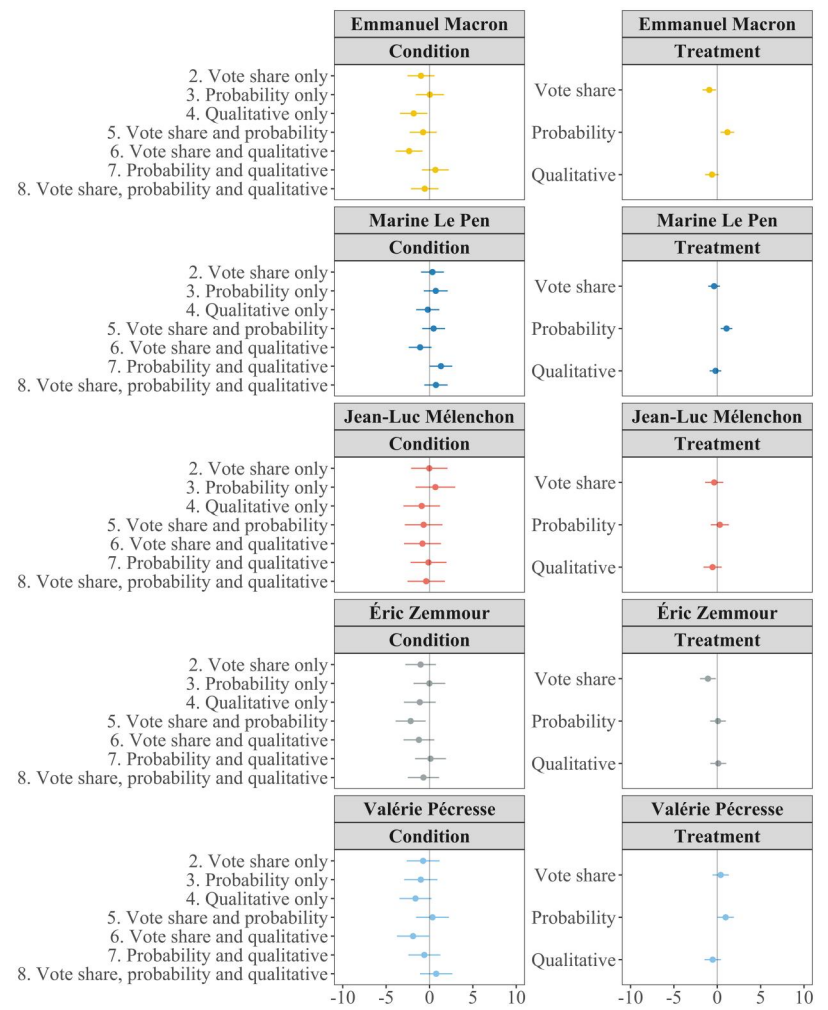 Emmanuel Macron Emmanuel Macron
Condition Treatment
2. Vote share only
3. Probability only
4. Qualitative only
5. Vote share and probability
6. Vote share and qualitative
7. Probability and qualitative
8. Vote share, probability and qualitative
Vote share
Probability
Qualitative
Marine Le Pen Marine Le Pen
Condition Treatment
2. Vote share only
3. Probability only
4. Qualitative only
5. Vote share and probability
6. Vote share and qualitative
7. Probability and qualitative
8. Vote share, probability and qualitative
Vote share
Probability
Qualitative
Jean-Luc Mélenchon Jean-Luc Mélenchon
Condition Treatment
2. Vote share only
3. Probability only
4. Qualitative only
5. Vote share and probability
6. Vote share and qualitative
7. Probability and qualitative
8. Vote share, probability and qualitative
Vote share
Probability
Qualitative
Éric Zemmour Éric Zemmour
Condition Treatment
2. Vote share only
3. Probability only
4. Qualitative only
5. Vote share and probability
6. Vote share and qualitative
7. Probability and qualitative
8. Vote share, probability and qualitative
Vote share
Probability
Qualitative
Valérie Pécresse Valérie Pécresse
Condition Treatment
2. Vote share only
3. Probability only
4. Qualitative only
5. Vote share and probability
6. Vote share and qualitative
7. Probability and qualitative
8. Vote share, probability and qualitative
Vote share
Probability
Qualitative
-10 -5 0 5 10 -10 -5 0 5 10